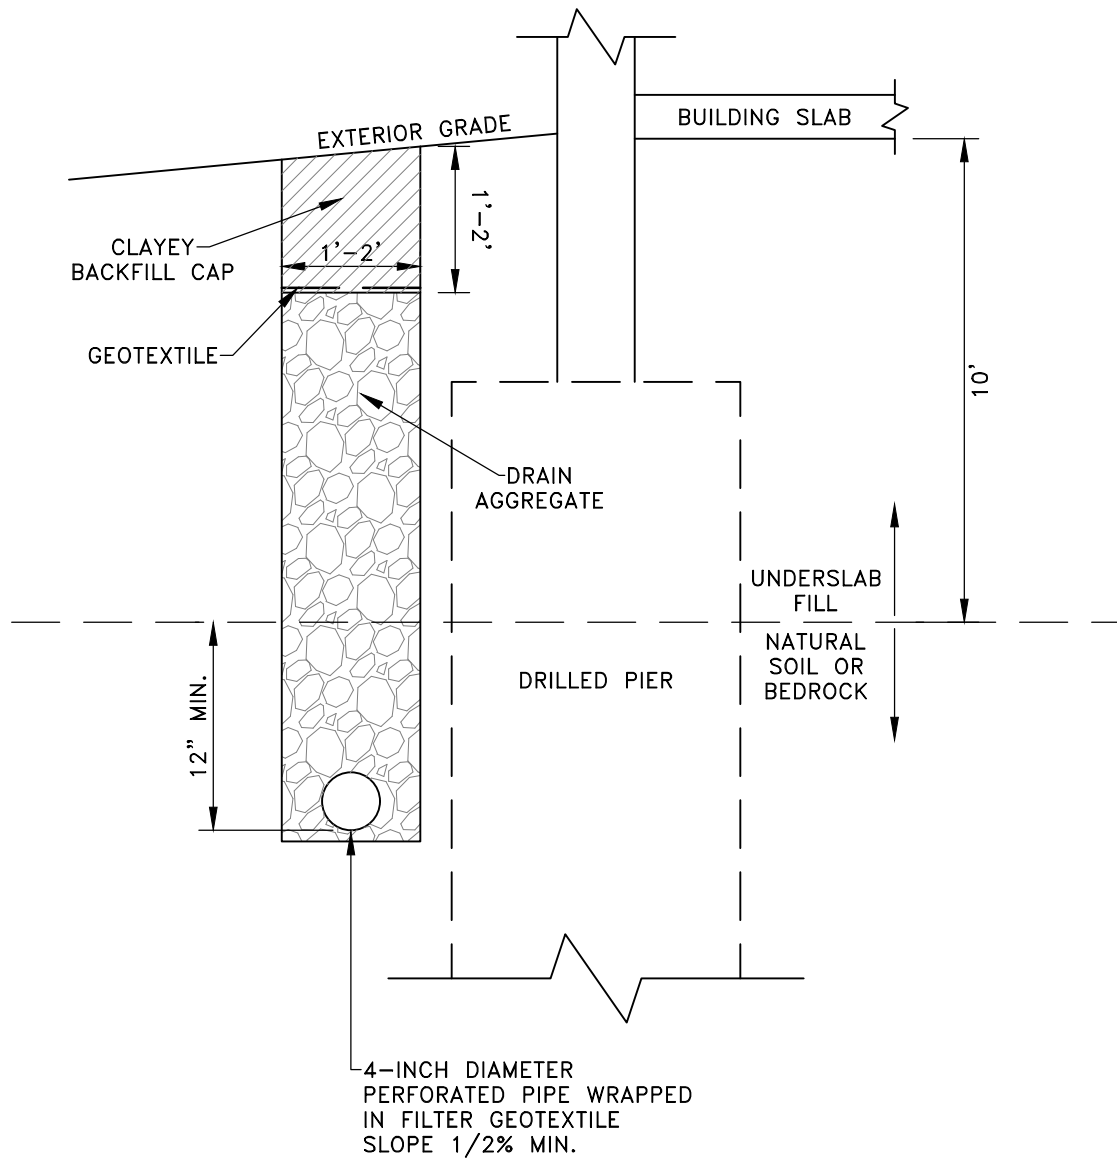 BUILDING SLAB
EXTERIOR GRADE
1'-2'
CLAYEY
BACKFILL CAP
1'-2'
GEOTEXTILE
10'
DRAIN
AGGREGATE
UNDERSLAB
FILL
NATURAL
SOIL OR
BEDROCK
DRILLED PIER
12" MIN.
4-INCH DIAMETER
PERFORATED PIPE WRAPPED
IN FILTER GEOTEXTILE
SLOPE 1/2% MIN.